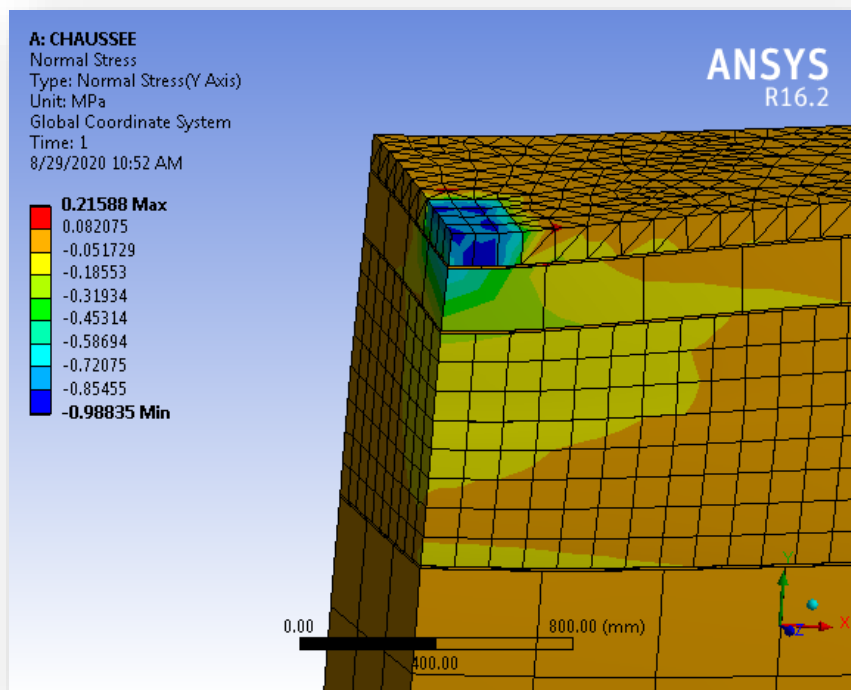 A: CHAUSSEE
Normal Stress
Type: Normal Stress(Y Axis)
Unit: MPa
Global Coordinate System
Time: 1
8/29/2020 10:52 AM
ANSYS
R16.2
0.21588 Max
0.082075
-0.051729
-0.18553
-0.31934
-0.45314
-0.58694
-0.72075
-0.85455
-0.98835 Min
0.00
800.00 (mm)
400.00
Y
X
Z